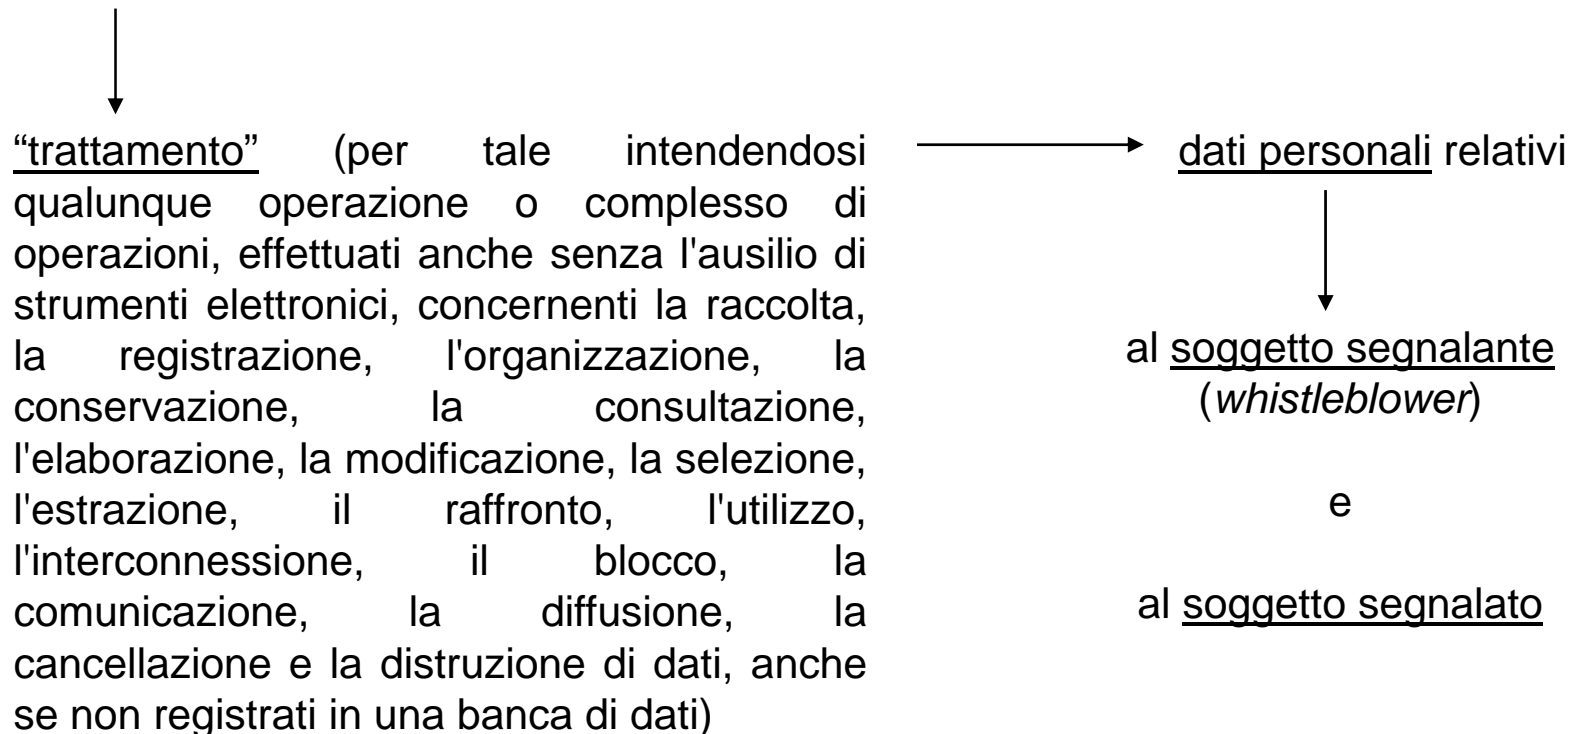 “trattamento” (per tale intendendosi
qualunque operazione o complesso di
operazioni, effettuati anche senza l'ausilio di
strumenti elettronici, concernenti la raccolta,
la registrazione, l'organizzazione, la
conservazione, la consultazione,
l'elaborazione, la modificazione, la selezione,
l'estrazione, il raffronto, l'utilizzo,
l'interconnessione, il blocco, la
comunicazione, la diffusione, la
cancellazione e la distruzione di dati, anche
se non registrati in una banca di dati)
dati personali relativi
al soggetto segnalante
(whistleblower)
e
al soggetto segnalato